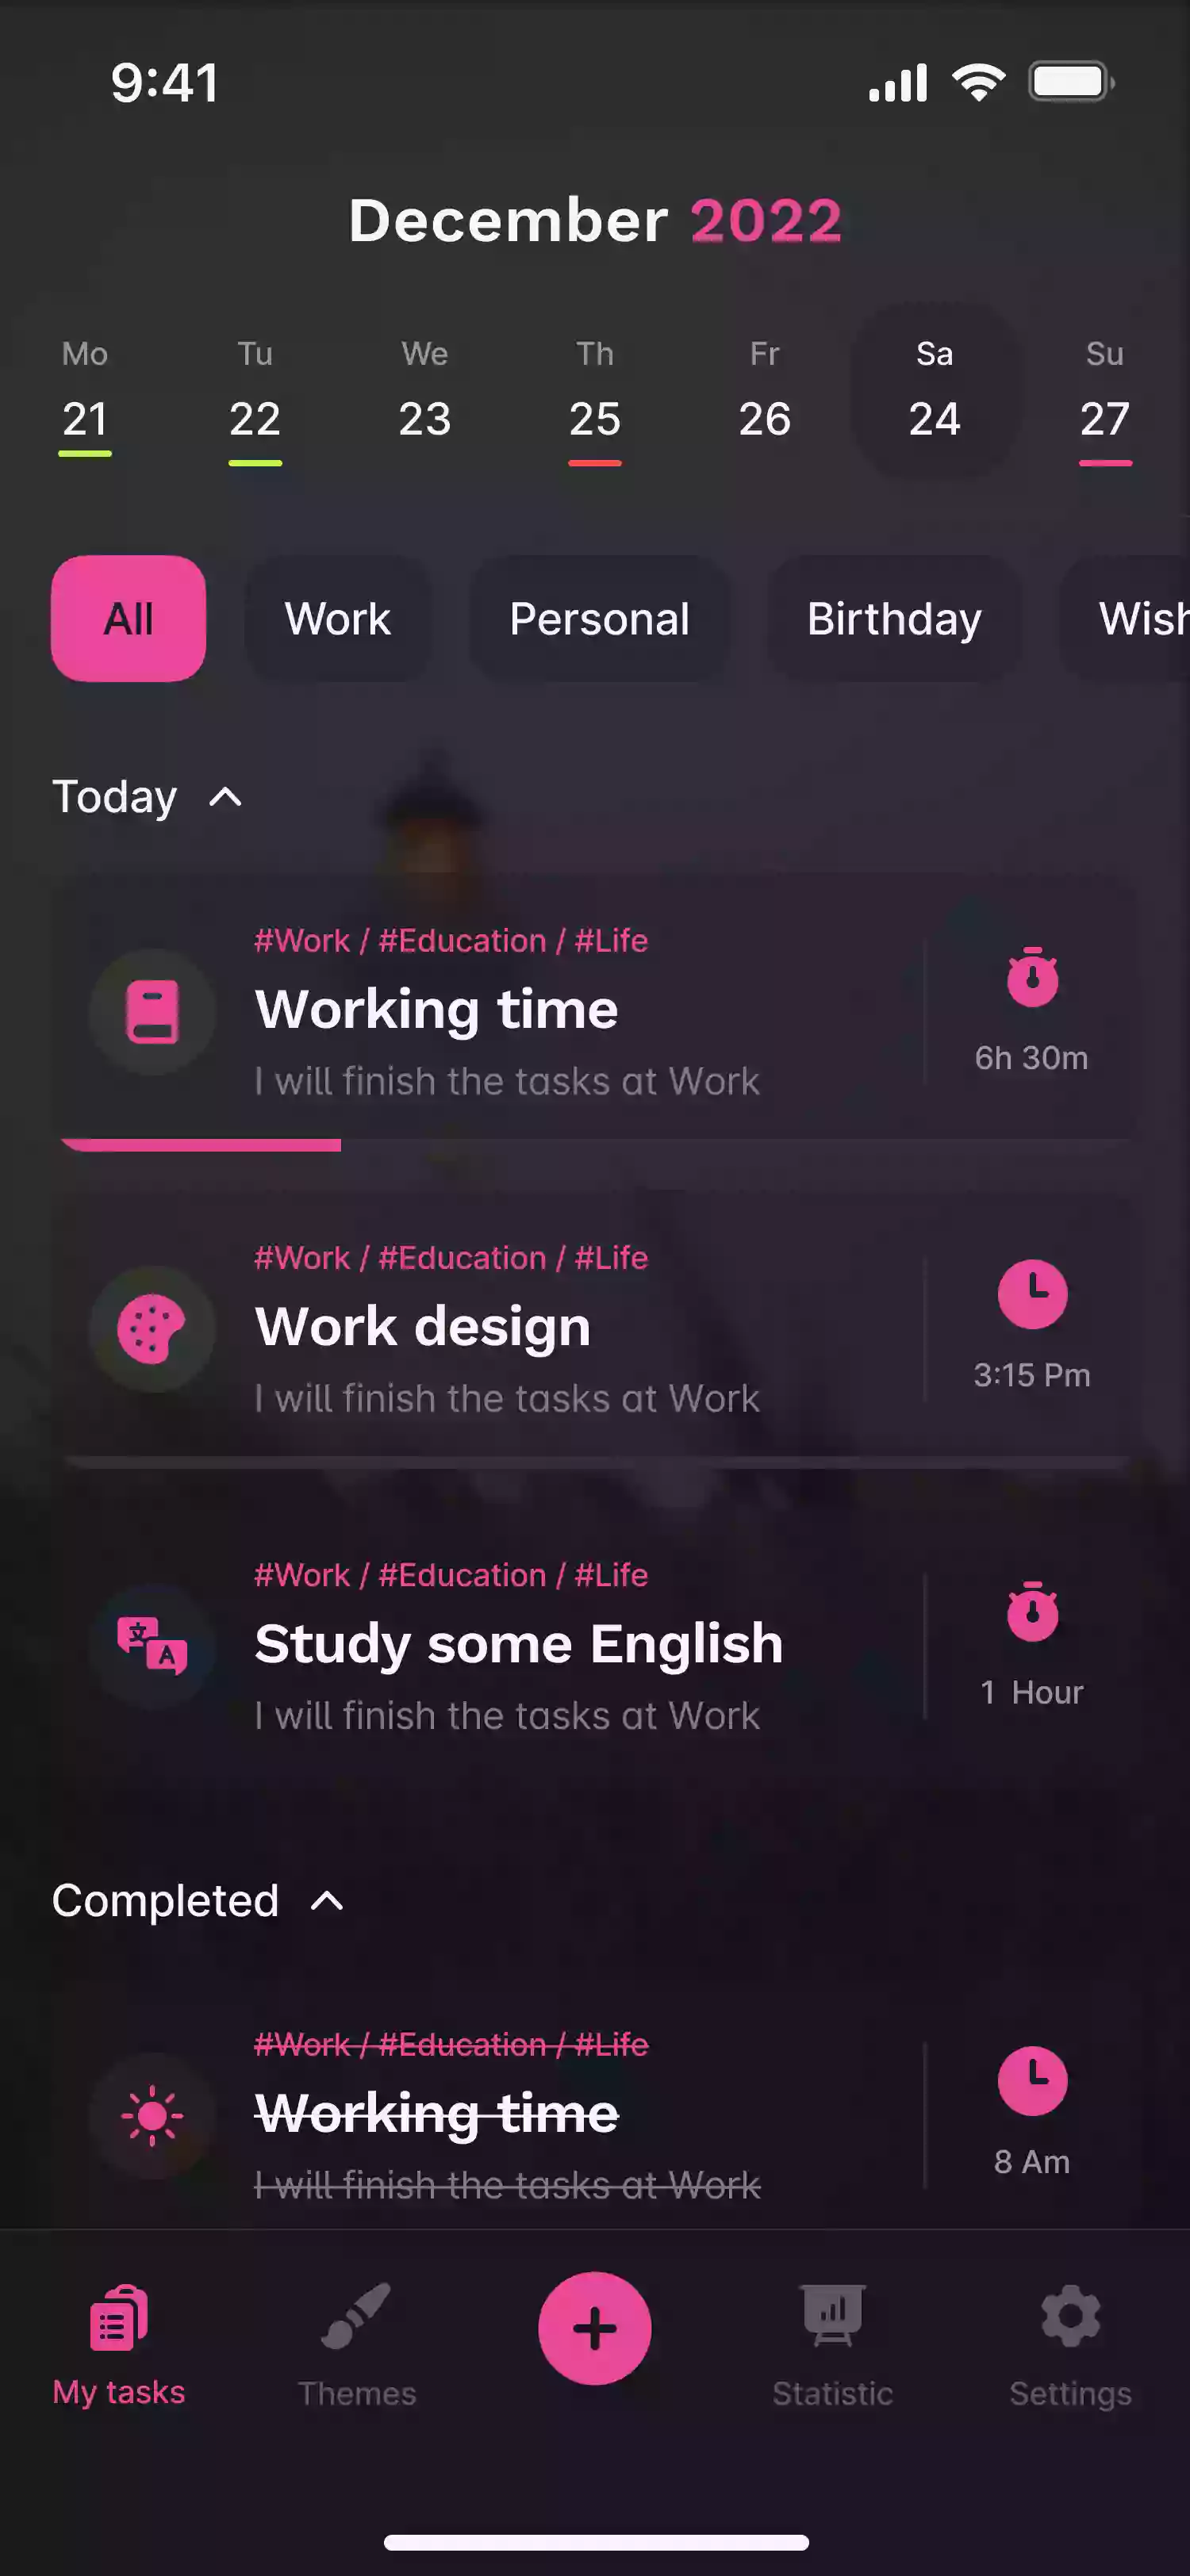 9:41
December 2022
Mo Tu We Th Fr Sa Su
21 22 23 25 26 24 27
All Work Personal Birthday Wish
Today
#Work / #Education / #Life
Working time
I will finish the tasks at Work
6h 30m
#Work / #Education / #Life
Work design
I will finish the tasks at Work
3:15 Pm
#Work / #Education / #Life
Study some English
I will finish the tasks at Work
1 Hour
文
A
Completed
#Work / #Education / #Life
Working time
I will finish the tasks at Work
8 Am
My tasks Themes Statistic Settings